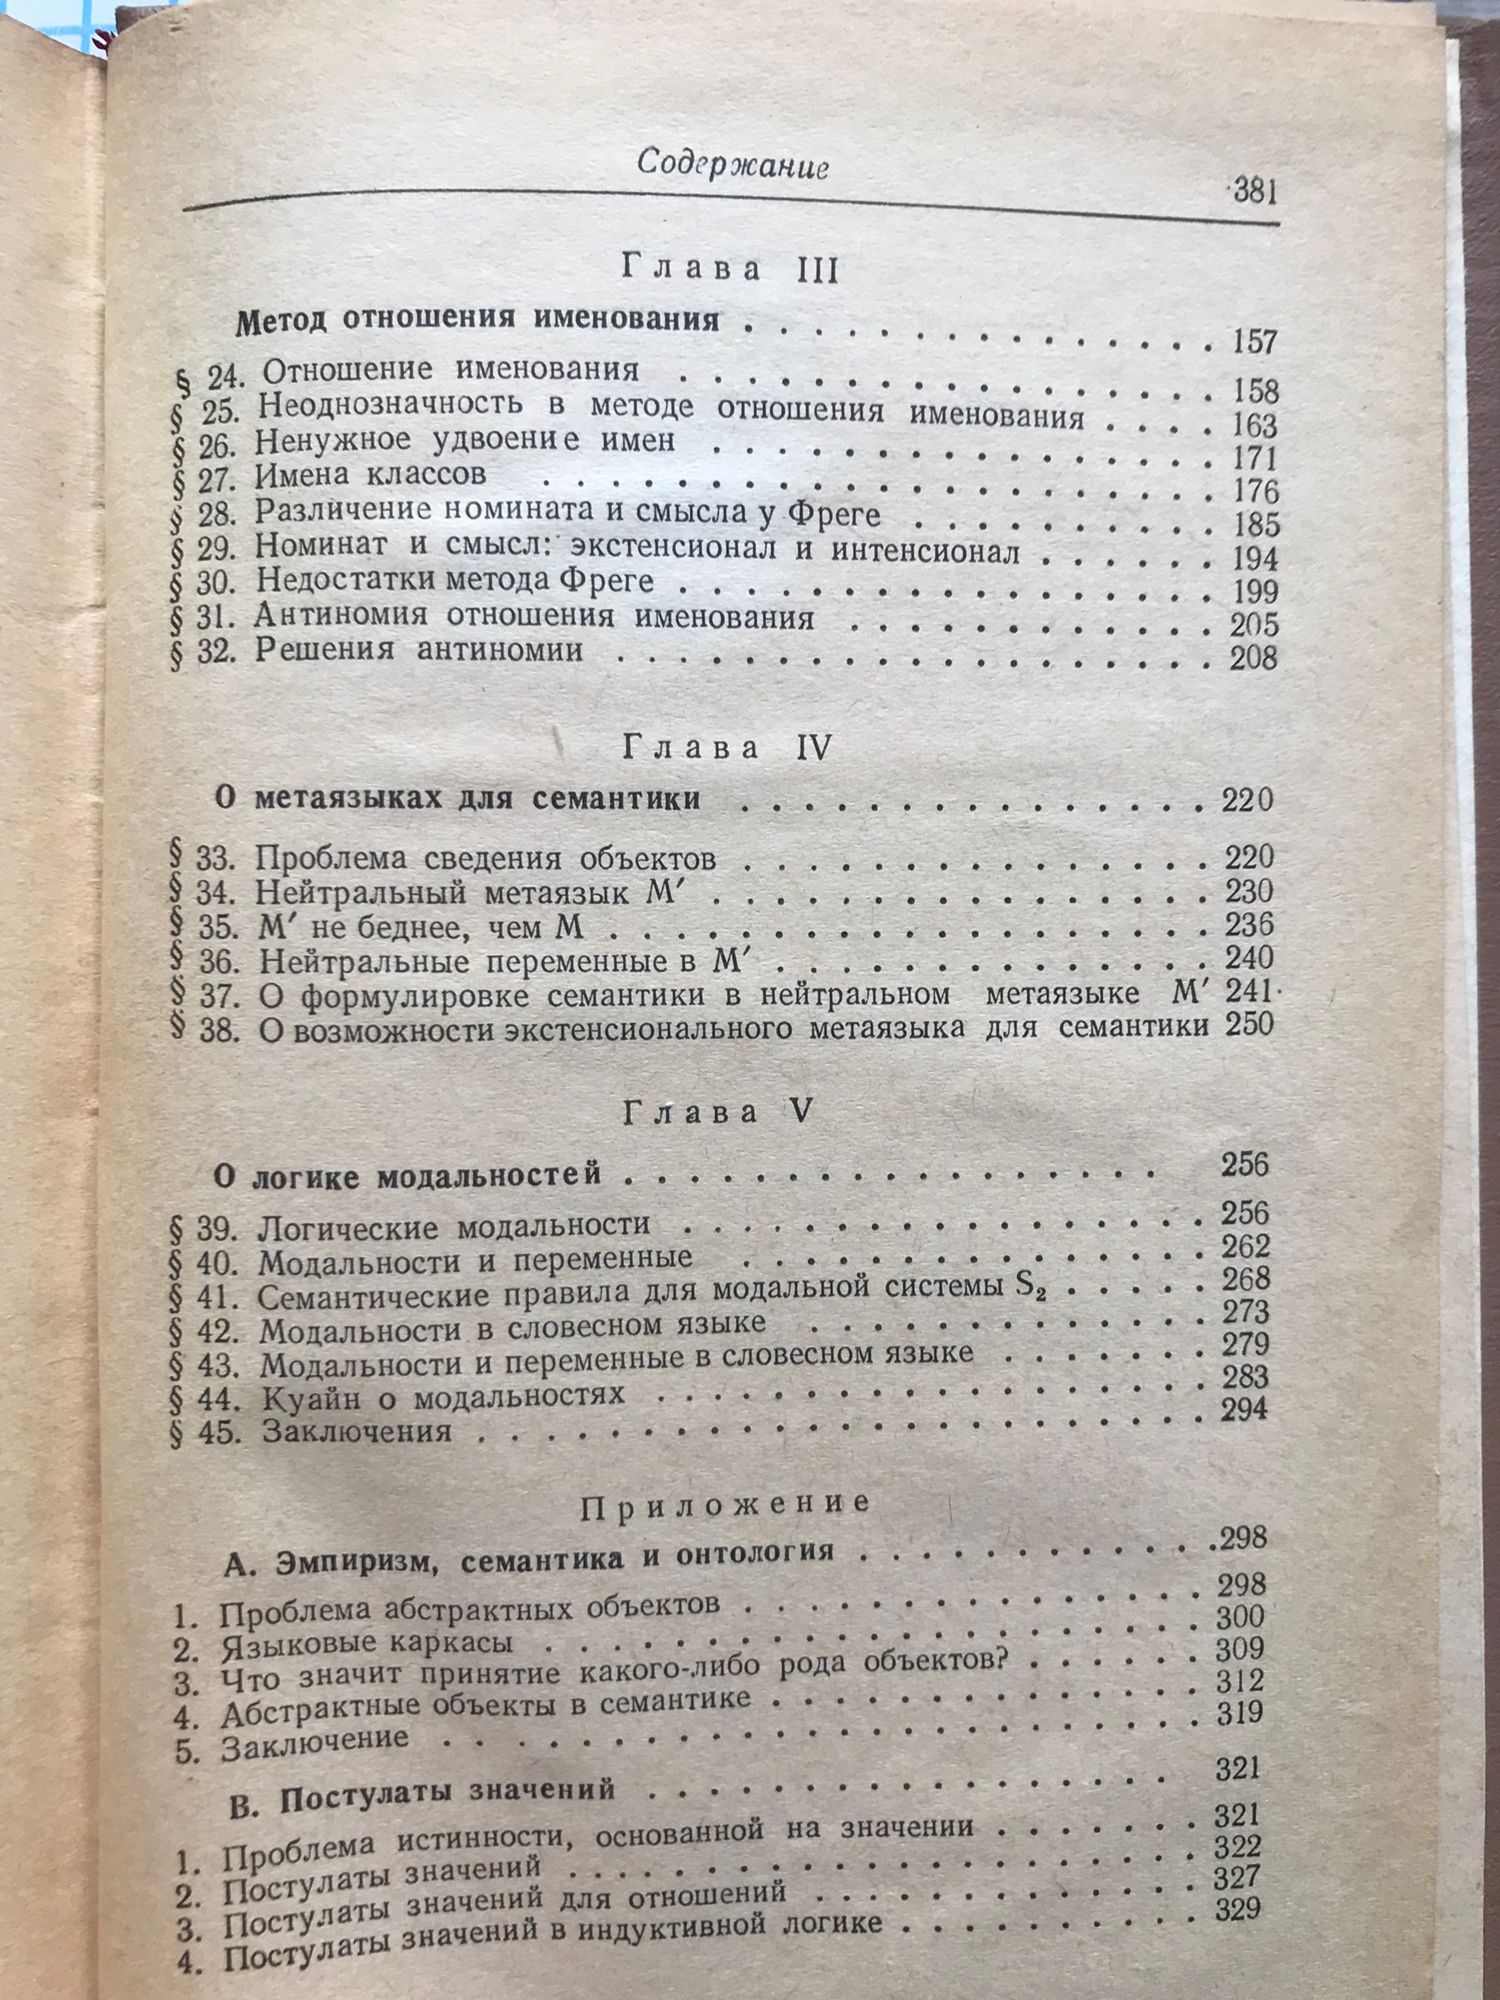 Содержание
381
Глава III
Метод отношения именования . . . . . . . . . . . . . . 157
§ 24. Отношение именования . . . . . . . . . . . . . . . . 158
§ 25. Неоднозначность в методе отношения именования . . . . 163
§ 26. Ненужное удвоение имен . . . . . . . . . . . . . . . 171
§ 27. Имена классов . . . . . . . . . . . . . . . . . . . . 176
§ 28. Различение номината и смысла у Фреге . . . . . . . . . 185
§ 29. Номинат и смысл: экстенсионал и интенсионал . . . . . . 194
§ 30. Недостатки метода Фреге . . . . . . . . . . . . . . . . 199
§ 31. Антиномия отношения именования . . . . . . . . . . . 205
§ 32. Решения антиномии . . . . . . . . . . . . . . . . . . 208
Глава IV
О метаязыках для семантики . . . . . . . . . . . . . . 220
§ 33. Проблема сведения объектов . . . . . . . . . . . . . . 220
§ 34. Нейтральный метаязык М′ . . . . . . . . . . . . . . . 230
§ 35. М′ не беднее, чем М . . . . . . . . . . . . . . . . . . 236
§ 36. Нейтральные переменные в М′ . . . . . . . . . . . . . 240
§ 37. О формулировке семантики в нейтральном метаязыке М′ 241
§ 38. О возможности экстенсионального метаязыка для семантики 250
Глава V
О логике модальностей . . . . . . . . . . . . . . . . 256
§ 39. Логические модальности . . . . . . . . . . . . . . . . 256
§ 40. Модальности и переменные . . . . . . . . . . . . . . 262
§ 41. Семантические правила для модальной системы S₂ . . . . . 268
§ 42. Модальности в словесном языке . . . . . . . . . . . . 273
§ 43. Модальности и переменные в словесном языке . . . . . . . 279
§ 44. Куайн о модальностях . . . . . . . . . . . . . . . . . 283
§ 45. Заключения . . . . . . . . . . . . . . . . . . . . . . 294
Приложение
А. Эмпиризм, семантика и онтология . . . . . . . . . . . . 298
1. Проблема абстрактных объектов . . . . . . . . . . . . . . 298
2. Языковые каркасы . . . . . . . . . . . . . . . . . . . . 300
3. Что значит принятие какого-либо рода объектов? . . . . . . 309
4. Абстрактные объекты в семантике . . . . . . . . . . . . . 312
5. Заключение . . . . . . . . . . . . . . . . . . . . . . . 319
В. Постулаты значений . . . . . . . . . . . . . . . . 321
1. Проблема истинности, основанной на значении . . . . . . . 321
2. Постулаты значений . . . . . . . . . . . . . . . . . . . 322
3. Постулаты значений для отношений . . . . . . . . . . . . 327
4. Постулаты значений в индуктивной логике . . . . . . . . . 329